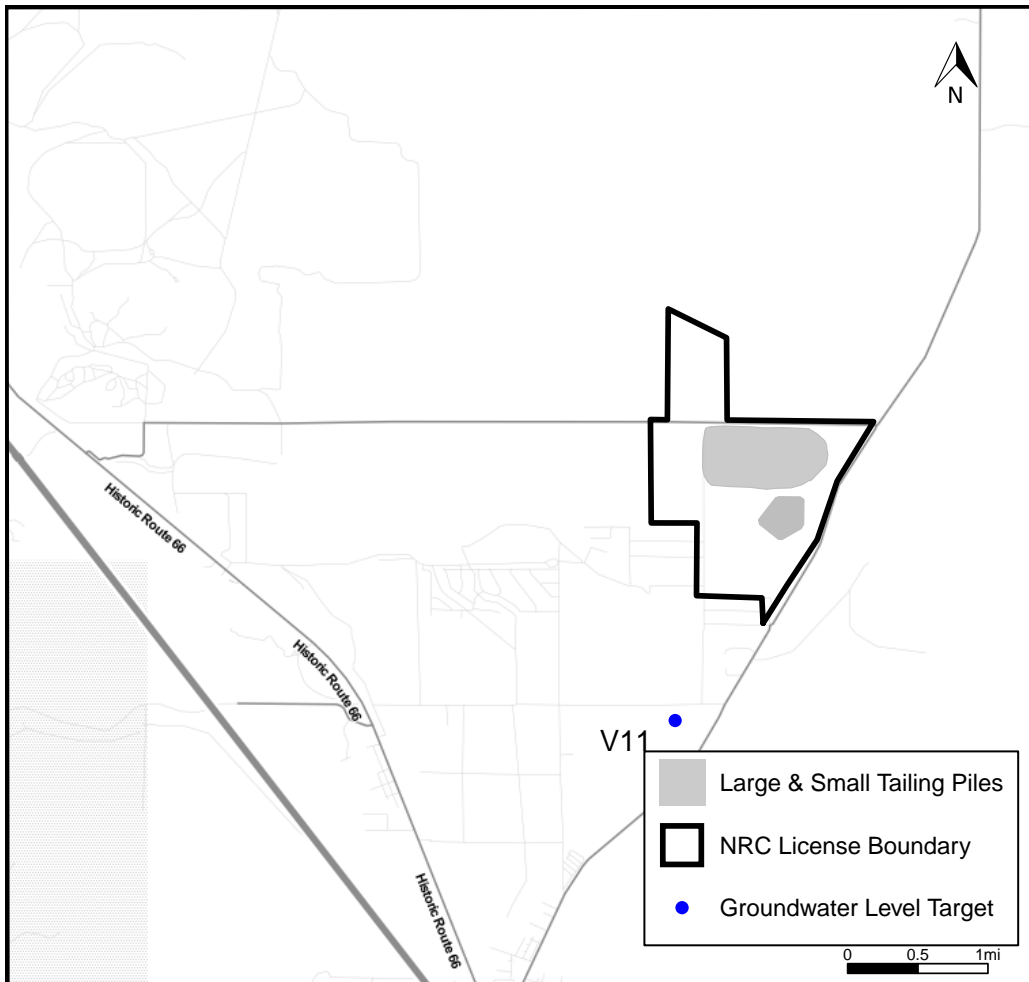 N
Historic Route 66
Historic Route 66
V11
Large & Small Tailing Piles
NRC License Boundary
Historic Route 66
Groundwater Level Target
0 0.5 1mi